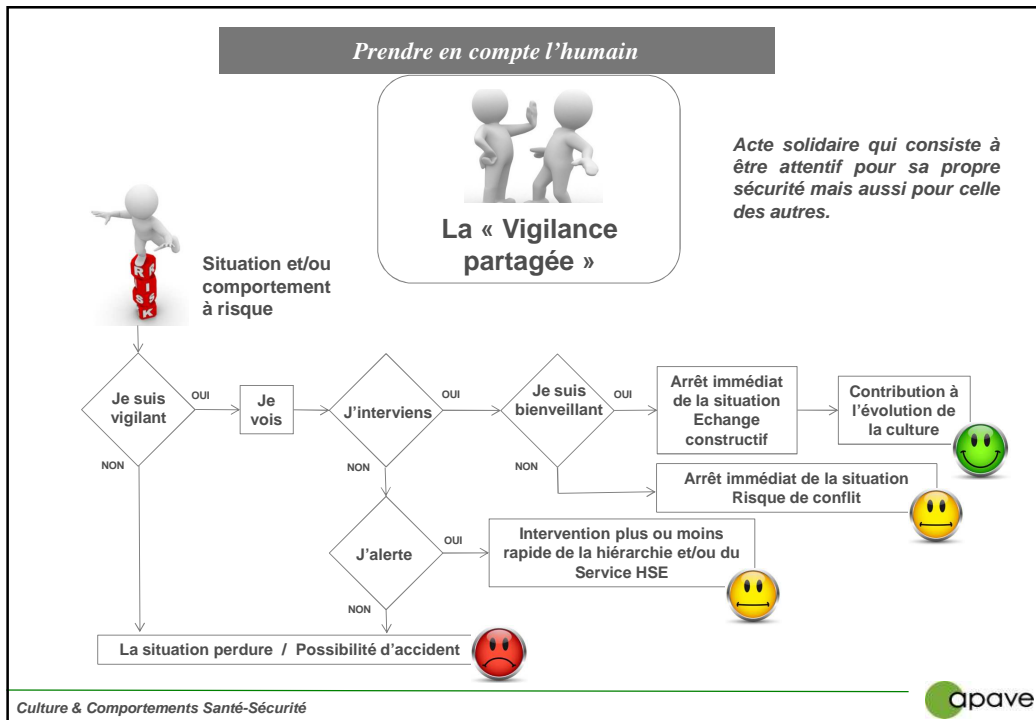 Prendre en compte l'humain
La « Vigilance
partagée »
Acte solidaire qui consiste à
être attentif pour sa propre
sécurité mais aussi pour celle
des autres.
R
I
S
K
R
I
S
K
Situation et/ou
comportement
à risque
Je suis
vigilant
OUI
NON
Je
vois
J'interviens
OUI
NON
Je suis
bienveillant
OUI
NON
Arrêt immédiat
de la situation
Echange
constructif
Contribution à
l'évolution de
la culture
Arrêt immédiat de la situation
Risque de conflit
J'alerte
OUI
NON
Intervention plus ou moins
rapide de la hiérarchie et/ou du
Service HSE
La situation perdure / Possibilité d'accident
Culture & Comportements Santé-Sécurité
apave